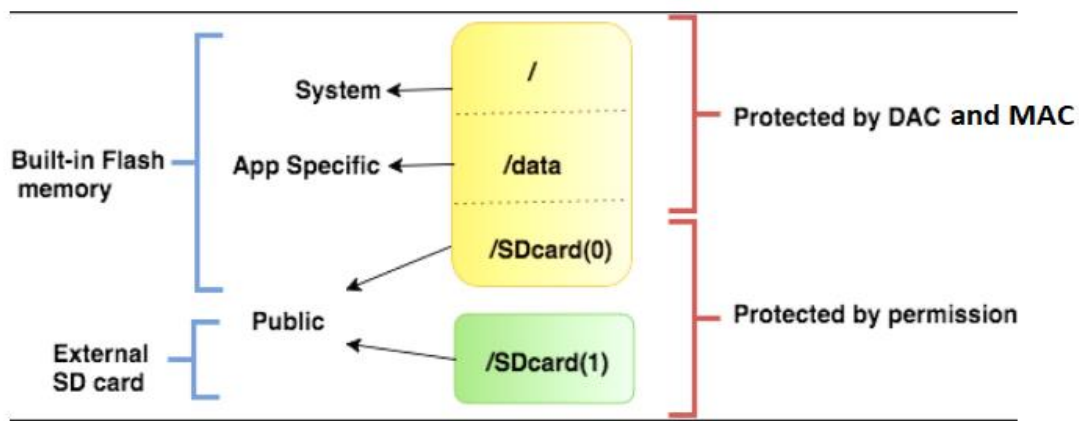 /
System
Protected by DAC and MAC
Built-in Flash
memory
App Specific
/data
/SDcard(0)
Public
Protected by permission
External
SD card
/SDcard(1)